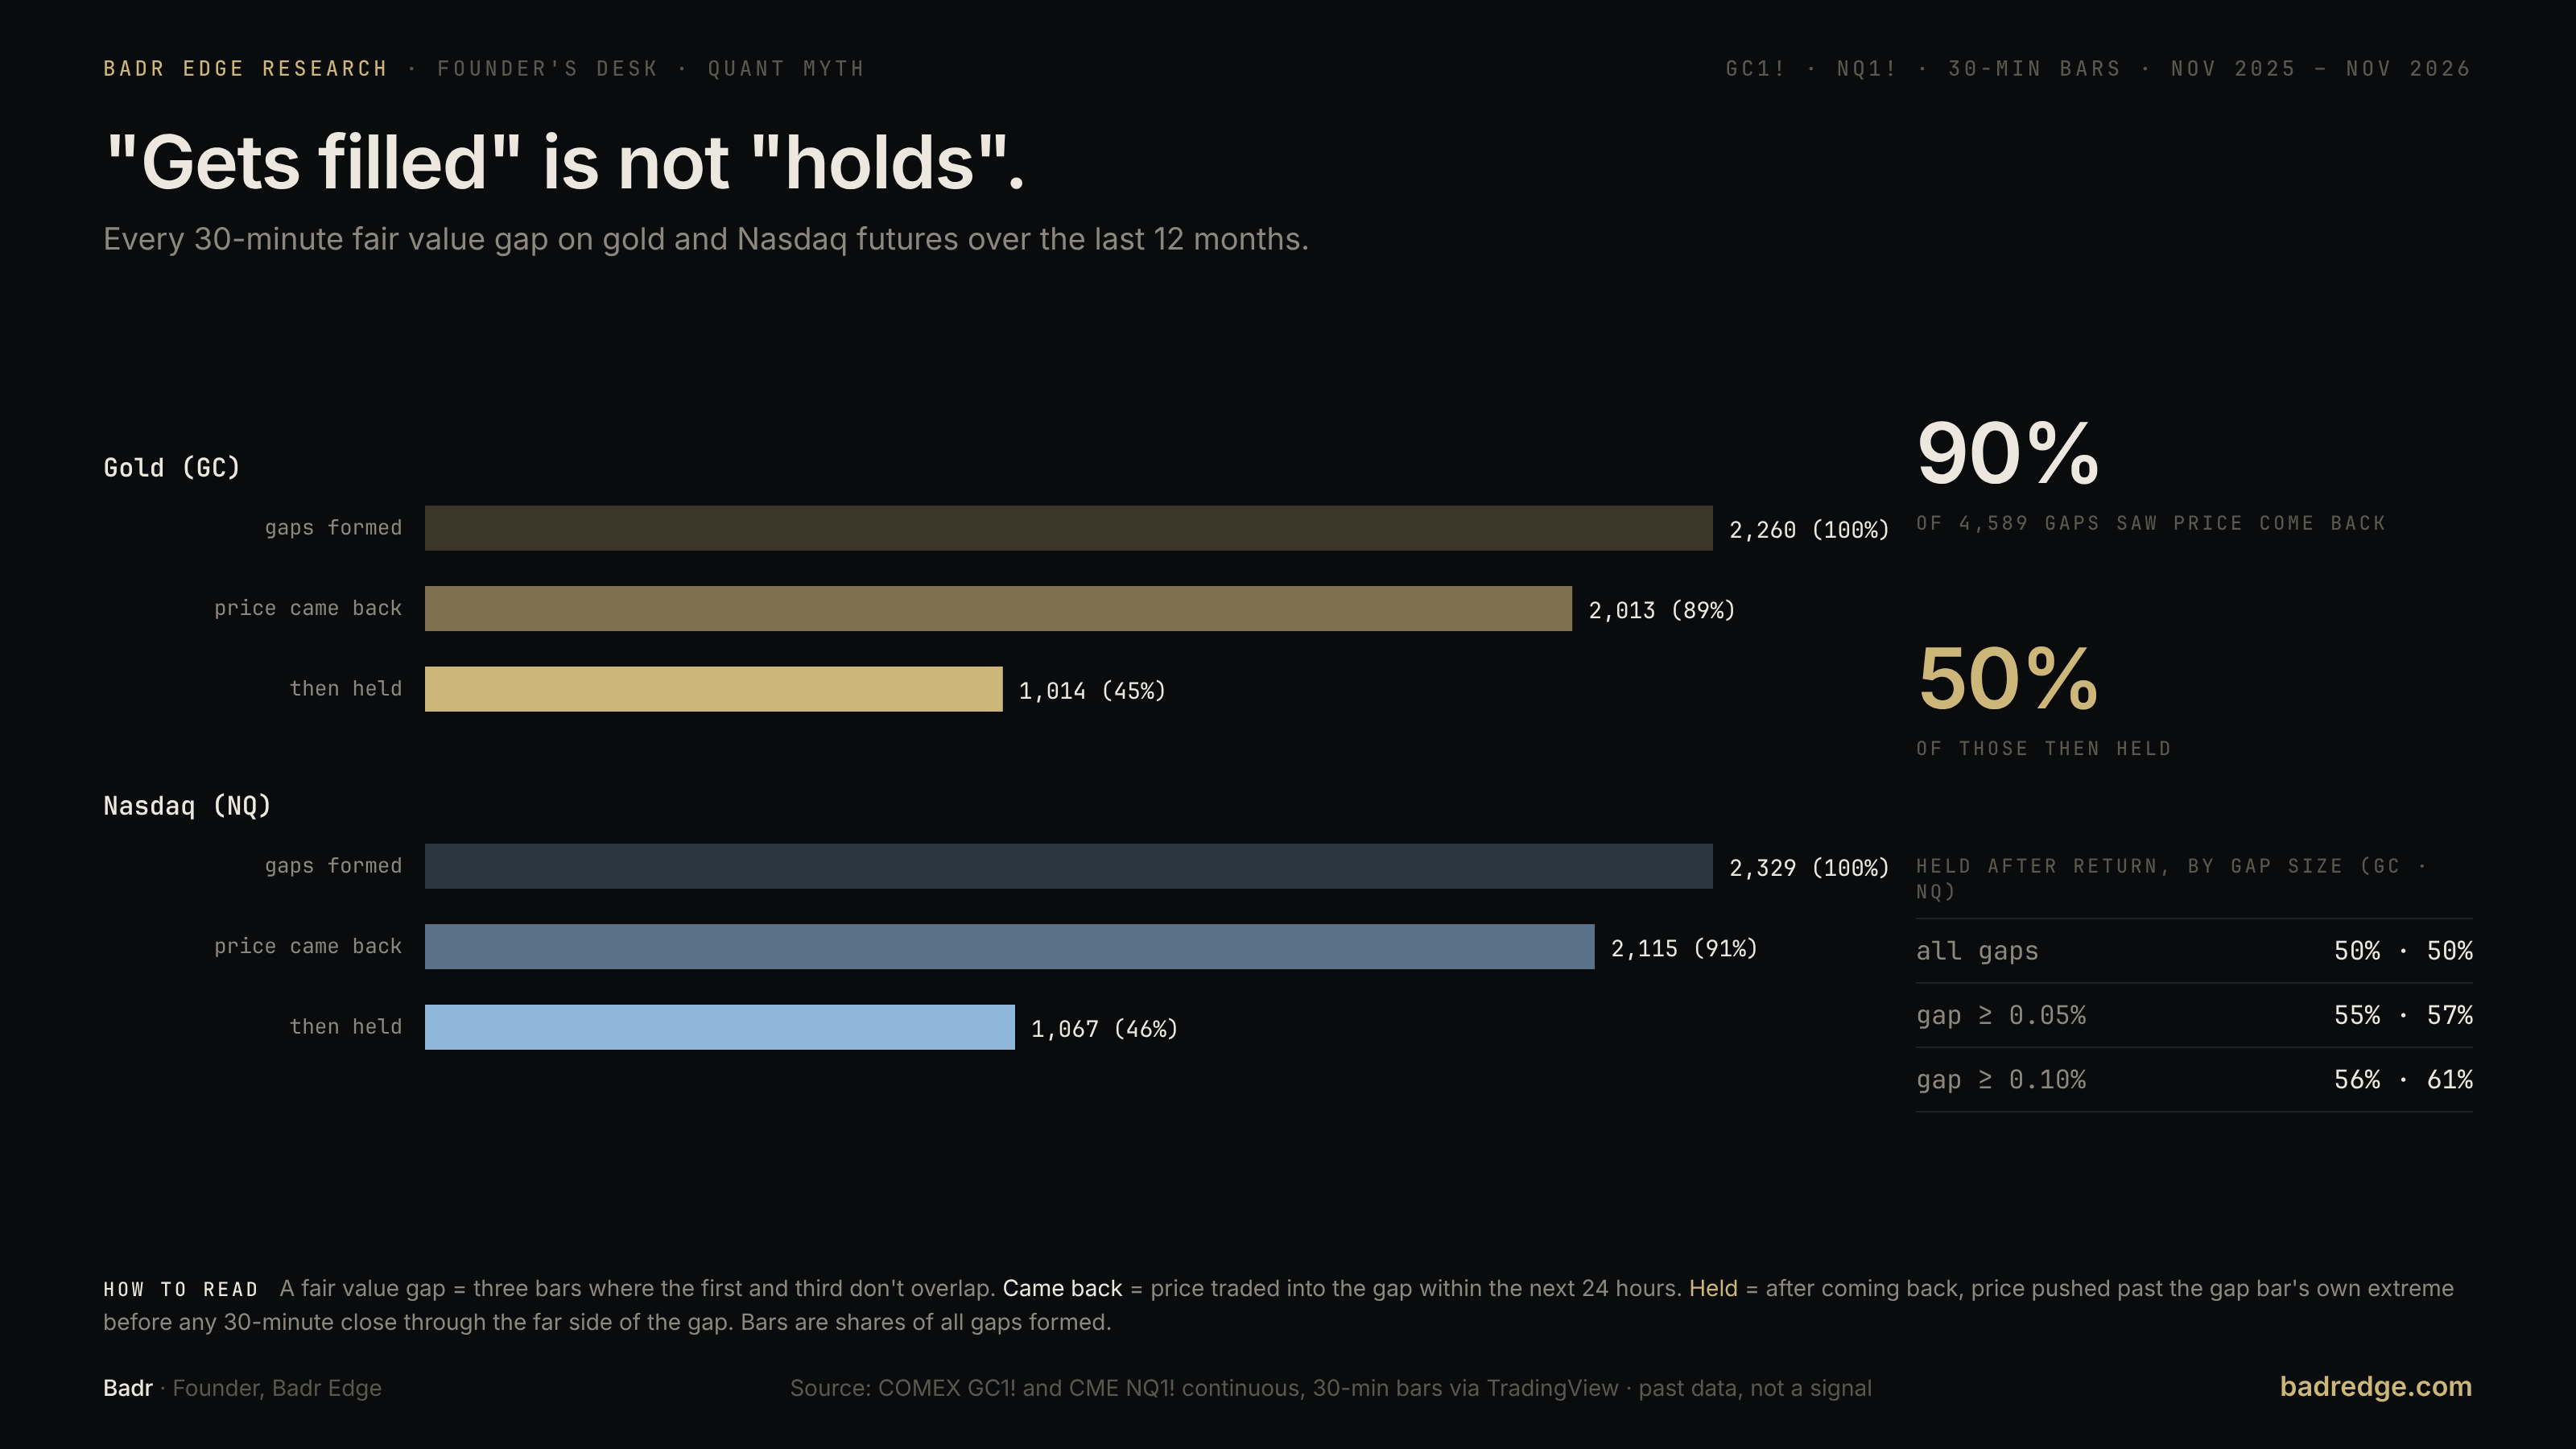 BADR EDGE RESEARCH · FOUNDER'S DESK · QUANT MYTH
GC1! · NQ1! · 30-MIN BARS · NOV 2025 – NOV 2026
"Gets filled" is not "holds".
Every 30-minute fair value gap on gold and Nasdaq futures over the last 12 months.
Gold (GC)
gaps formed
2,260 (100%)
price came back
2,013 (89%)
then held
1,014 (45%)
Nasdaq (NQ)
gaps formed
2,329 (100%)
price came back
2,115 (91%)
then held
1,067 (46%)
90%
OF 4,589 GAPS SAW PRICE COME BACK
50%
OF THOSE THEN HELD
HELD AFTER RETURN, BY GAP SIZE (GC ·
NQ)
all gaps 50% · 50%
gap ≥ 0.05% 55% · 57%
gap ≥ 0.10% 56% · 61%
HOW TO READ A fair value gap = three bars where the first and third don't overlap. Came back = price traded into the gap within the next 24 hours. Held = after coming back, price pushed past the gap bar's own extreme
before any 30-minute close through the far side of the gap. Bars are shares of all gaps formed.
Badr · Founder, Badr Edge
Source: COMEX GC1! and CME NQ1! continuous, 30-min bars via TradingView · past data, not a signal
badredge.com